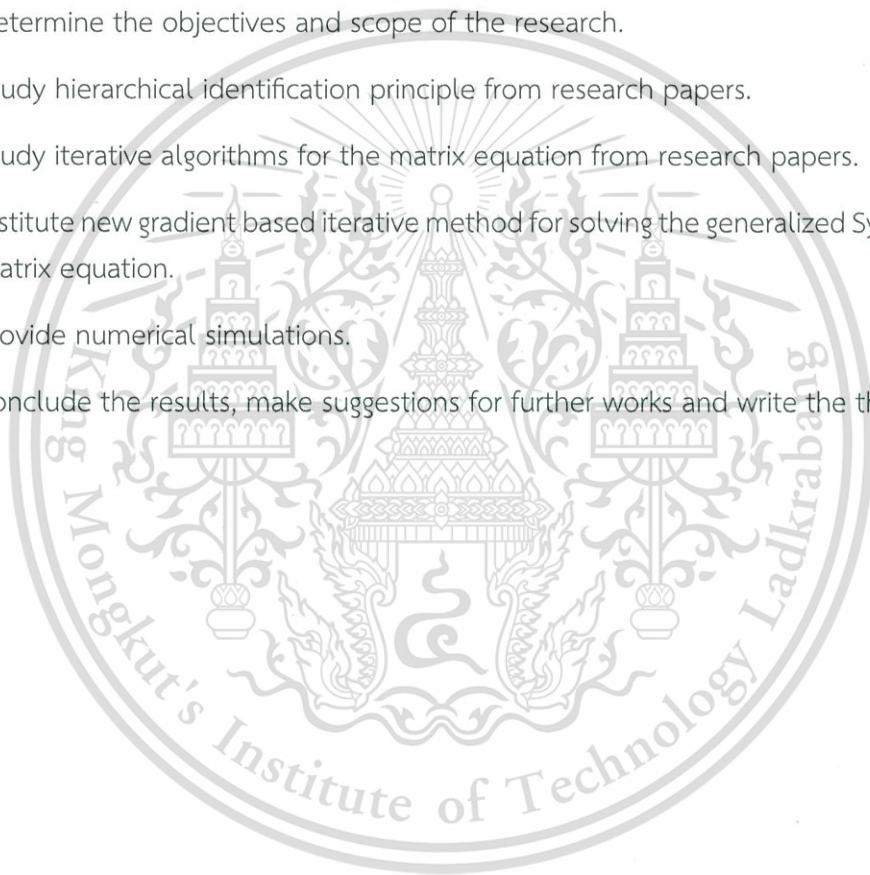 etermine the objectives and scope of the research.
udy hierarchical identification principle from research papers.
udy iterative algorithms for the matrix equation from research papers.
stitute new gradient based iterative method for solving the generalized Sy
atrix equation.
ovide numerical simulations.
onclude the results, make suggestions for further works and write the th
King Mongkut's Institute of Technology Ladkrabang